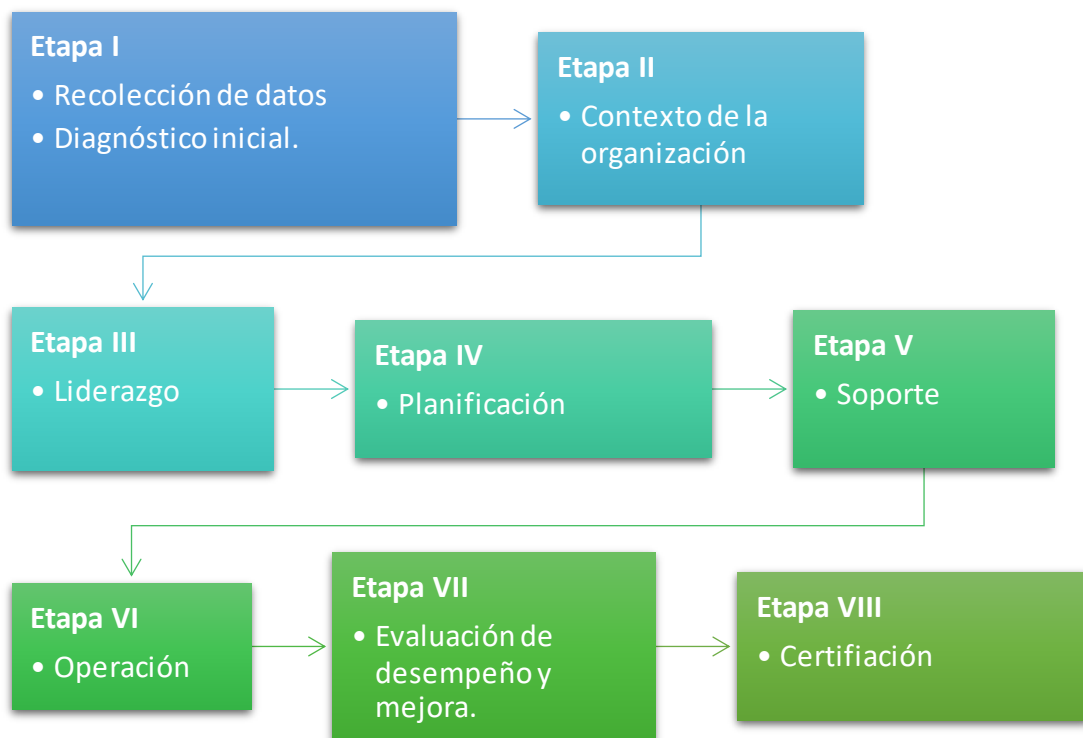 Etapa I
• Recolección de datos
• Diagnóstico inicial.
Etapa II
• Contexto de la
organización
Etapa III
• Liderazgo
Etapa IV
• Planificación
Etapa V
• Soporte
Etapa VI
• Operación
Etapa VII
• Evaluación de
desempeño y
mejora.
Etapa VIII
• Certifiación